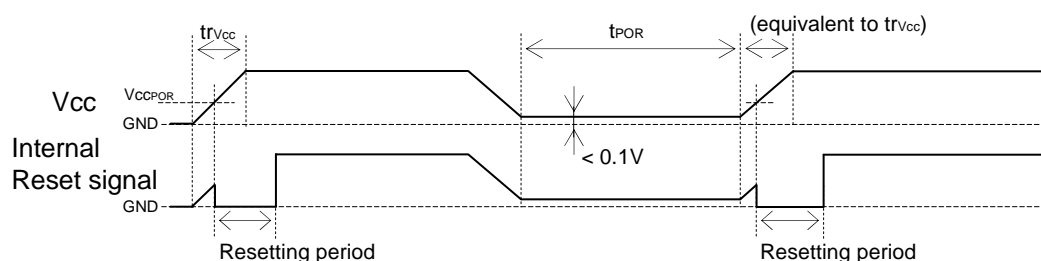 trVcc
tPOR
(equivalent to trVcc)
Vcc
VccPOR
GND
< 0.1V
Internal
Reset signal
GND
Resetting period
Resetting period